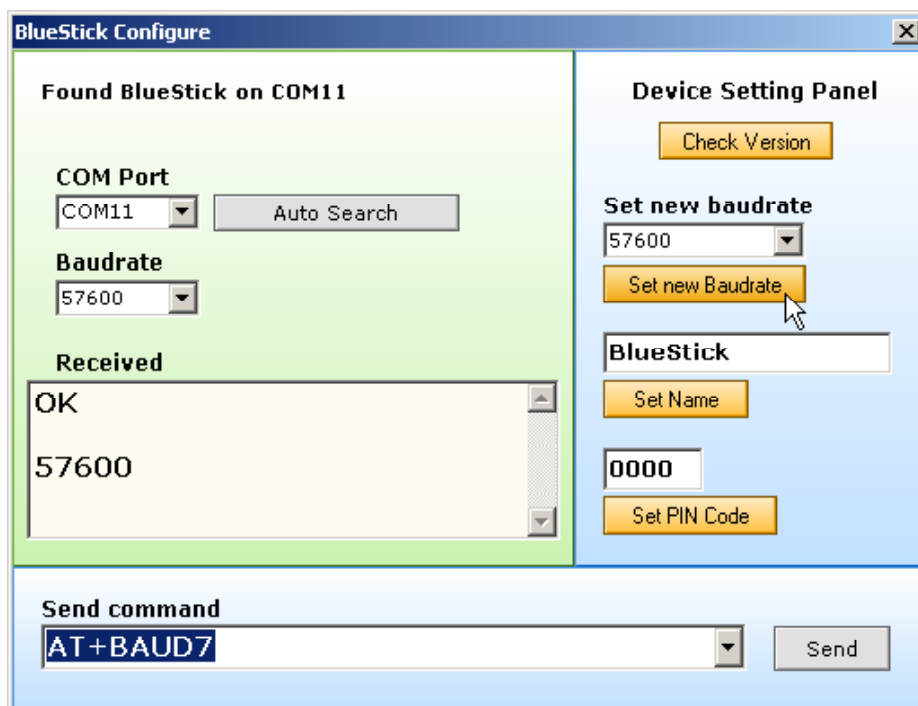 BlueStick Configure
Found BlueStick on COM11
COM Port
COM11
Auto Search
Baudrate
57600
Received
OK
57600
Device Setting Panel
Check Version
Set new baudrate
57600
Set new Baudrate
BlueStick
Set Name
0000
Set PIN Code
Send command
AT+BAUD7
Send